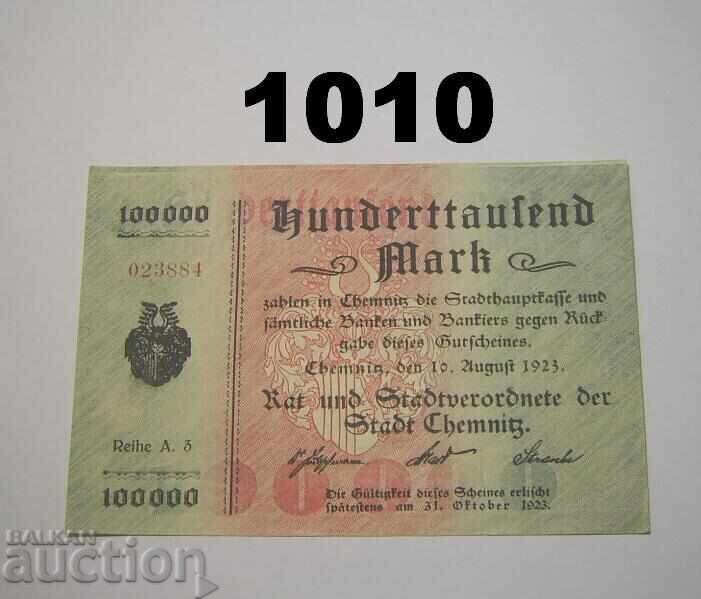 1010
100000
023884
Reihe A. 3
100000
Hunderttausend
Mark
zahlen in Chemnitz die Stadthauptkasse und
sämtliche Banken und Bankiers gegen Rück-
gabe dieses Gutscheines.
Chemnitz, den 10. August 1923.
Rat und Stadtverordnete der
Stadt Chemnitz.
Die Gültigkeit dieses Scheines erlischt
spätestens am 31. Oktober 1923.
BALKAN
auction